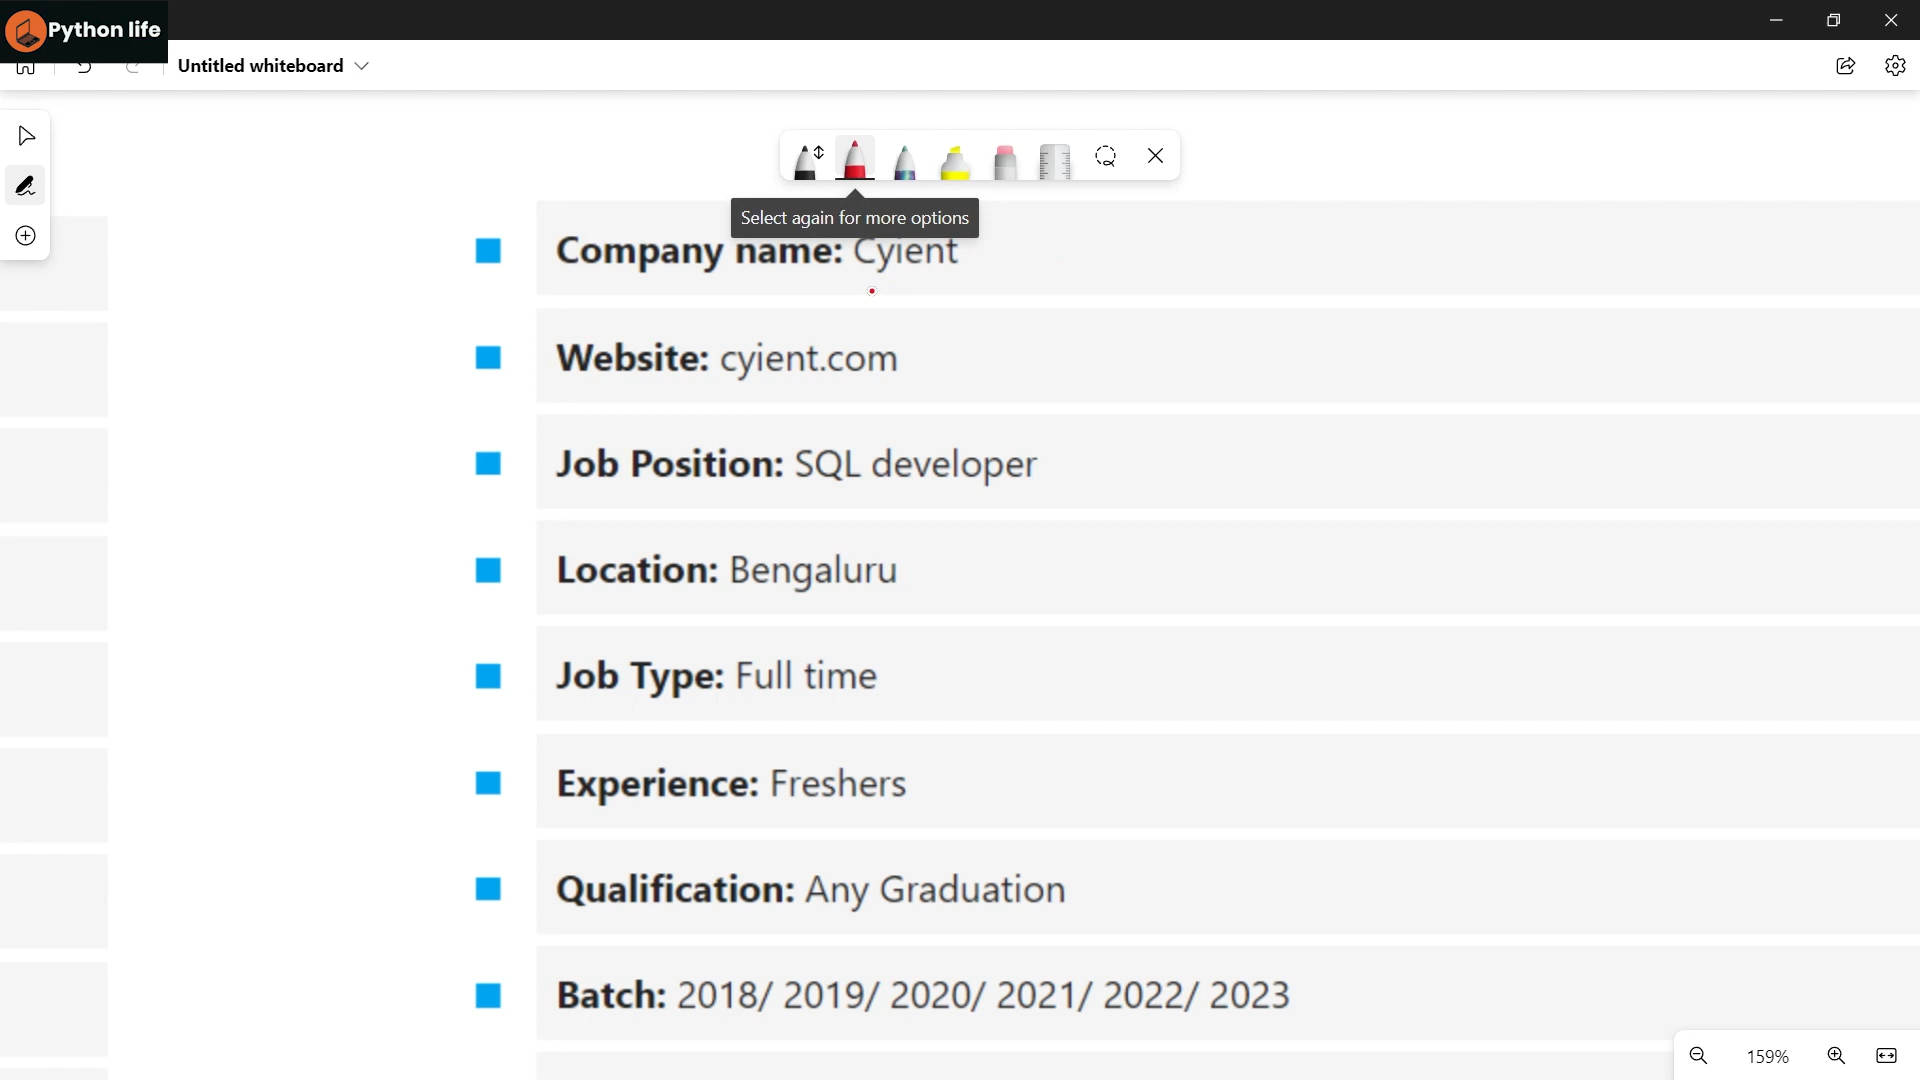 Python life
Untitled whiteboard
Select again for more options
Company name: Cyient
Website: cyient.com
Job Position: SQL developer
Location: Bengaluru
Job Type: Full time
Experience: Freshers
Qualification: Any Graduation
Batch: 2018/ 2019/ 2020/ 2021/ 2022/ 2023
159%